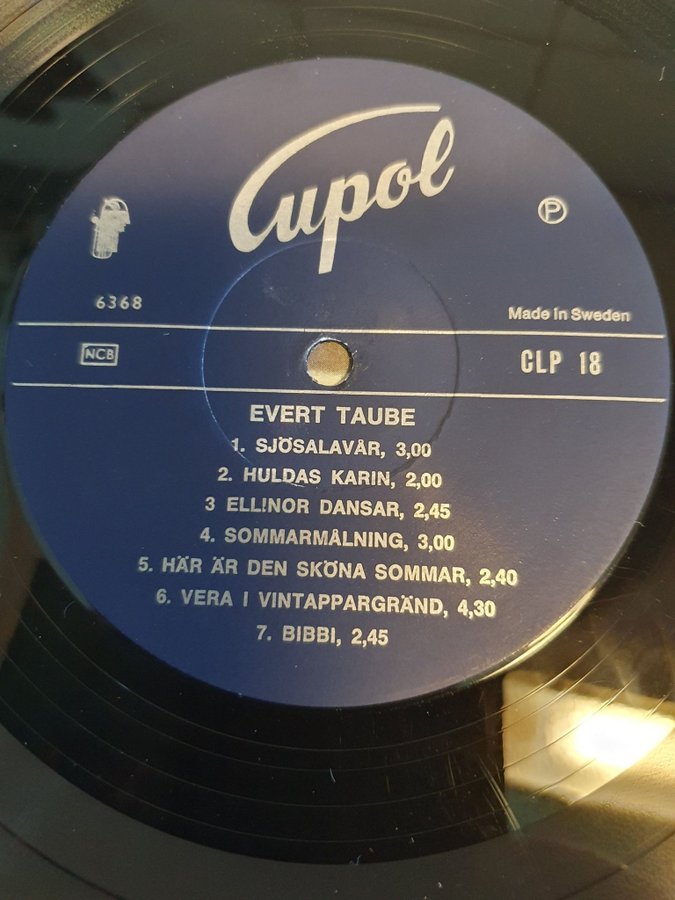 Cupol
℗
6368
Made in Sweden
NCB
CLP 18
EVERT TAUBE
1. SJÖSALAVÅR, 3,00
2. HULDAS KARIN, 2,00
3 ELLINOR DANSAR, 2,45
4. SOMMARMÅLNING, 3,00
5. HÄR ÄR DEN SKÖNA SOMMAR, 2,40
6. VERA I VINTAPPARGRÄND, 4,30
7. BIBBI, 2,45